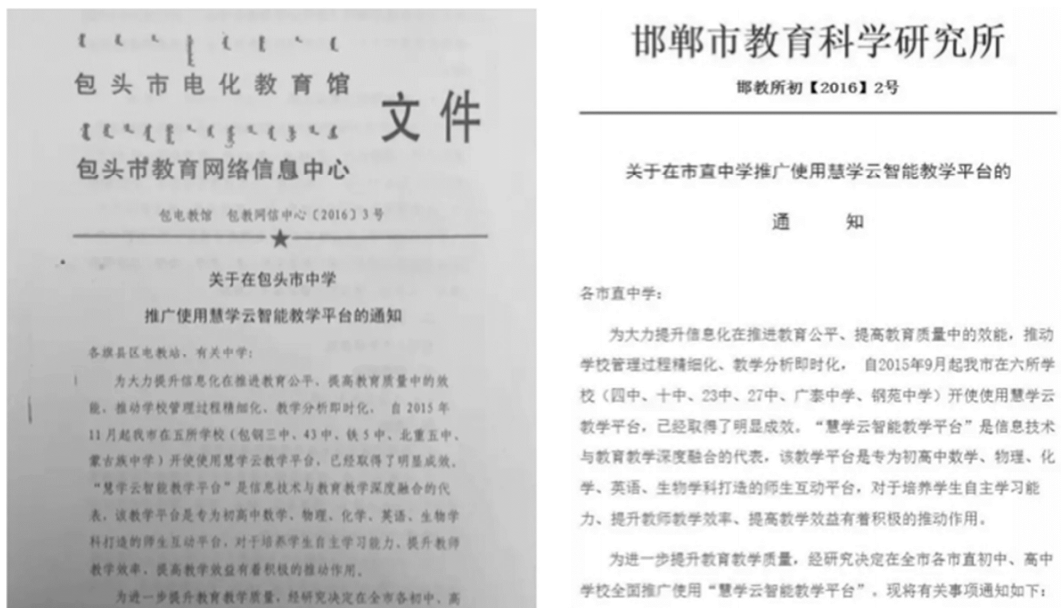 包头市电化教育馆
文件
包头市教育网络信息中心
包电教馆 包教网信中心〔2016〕3号
关于在包头市中学
推广使用慧学云智能教学平台的通知
各旗县区电教站、有关中学：
为大力提升信息化在推进教育公平、提高教育质量中的效
能，推动学校管理过程精细化、教学分析即时化， 自2015年
11月起我市在五所学校（包钢三中、43中、铁5中、北重五中、
蒙古族中学）开使使用慧学云教学平台，已经取得了明显成效。
“慧学云智能教学平台”是信息技术与教育教学深度融合的代
表，该教学平台是专为初高中数学、物理、化学、英语、生物学
科打造的师生互动平台，对于培养学生自主学习能力、提升教师
教学效率、提高教学效益有着积极的推动作用。
为进一步提升教育教学质量，经研究决定在全市各初中、高
邯郸市教育科学研究所
邯教所初【2016】2号
关于在市直中学推广使用慧学云智能教学平台的
通 知
各市直中学：
为大力提升信息化在推进教育公平、提高教育质量中的效能，推动
学校管理过程精细化、教学分析即时化， 自2015年9月起我市在六所学
校（四中、十中、23中、27中、广泰中学、钢苑中学）开使使用慧学云
教学平台，已经取得了明显成效。“慧学云智能教学平台”是信息技术
与教育教学深度融合的代表，该教学平台是专为初高中数学、物理、化
学、英语、生物学科打造的师生互动平台，对于培养学生自主学习能
力、提升教师教学效率、提高教学效益有着积极的推动作用。
为进一步提升教育教学质量，经研究决定在全市各市直初中、高中
学校全面推广使用“慧学云智能教学平台”。现将有关事项通知如下：